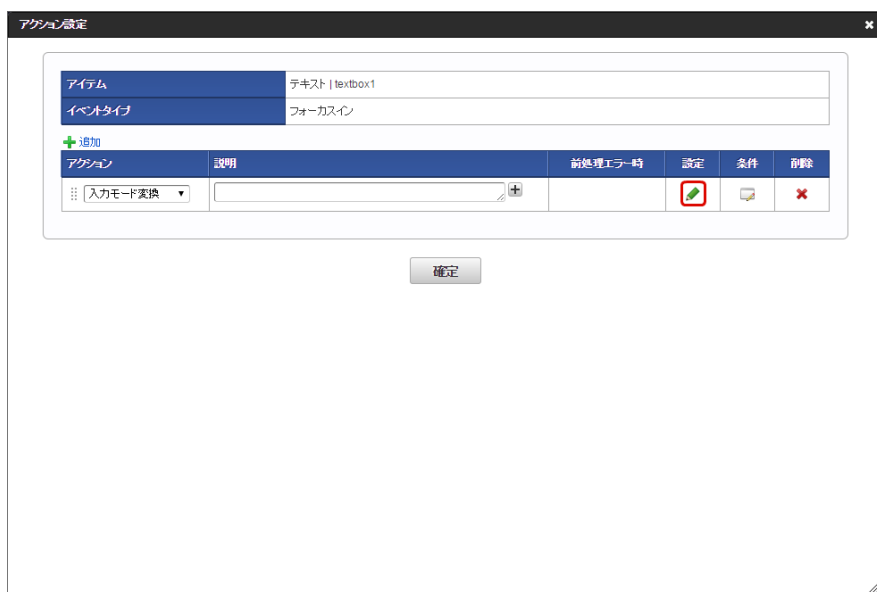 アクション設定
アイテム テキスト | textbox1
イベントタイプ フォーカスイン
追加
アクション 説明 前処理エラー時 設定 条件 削除
入力モード変換
確定